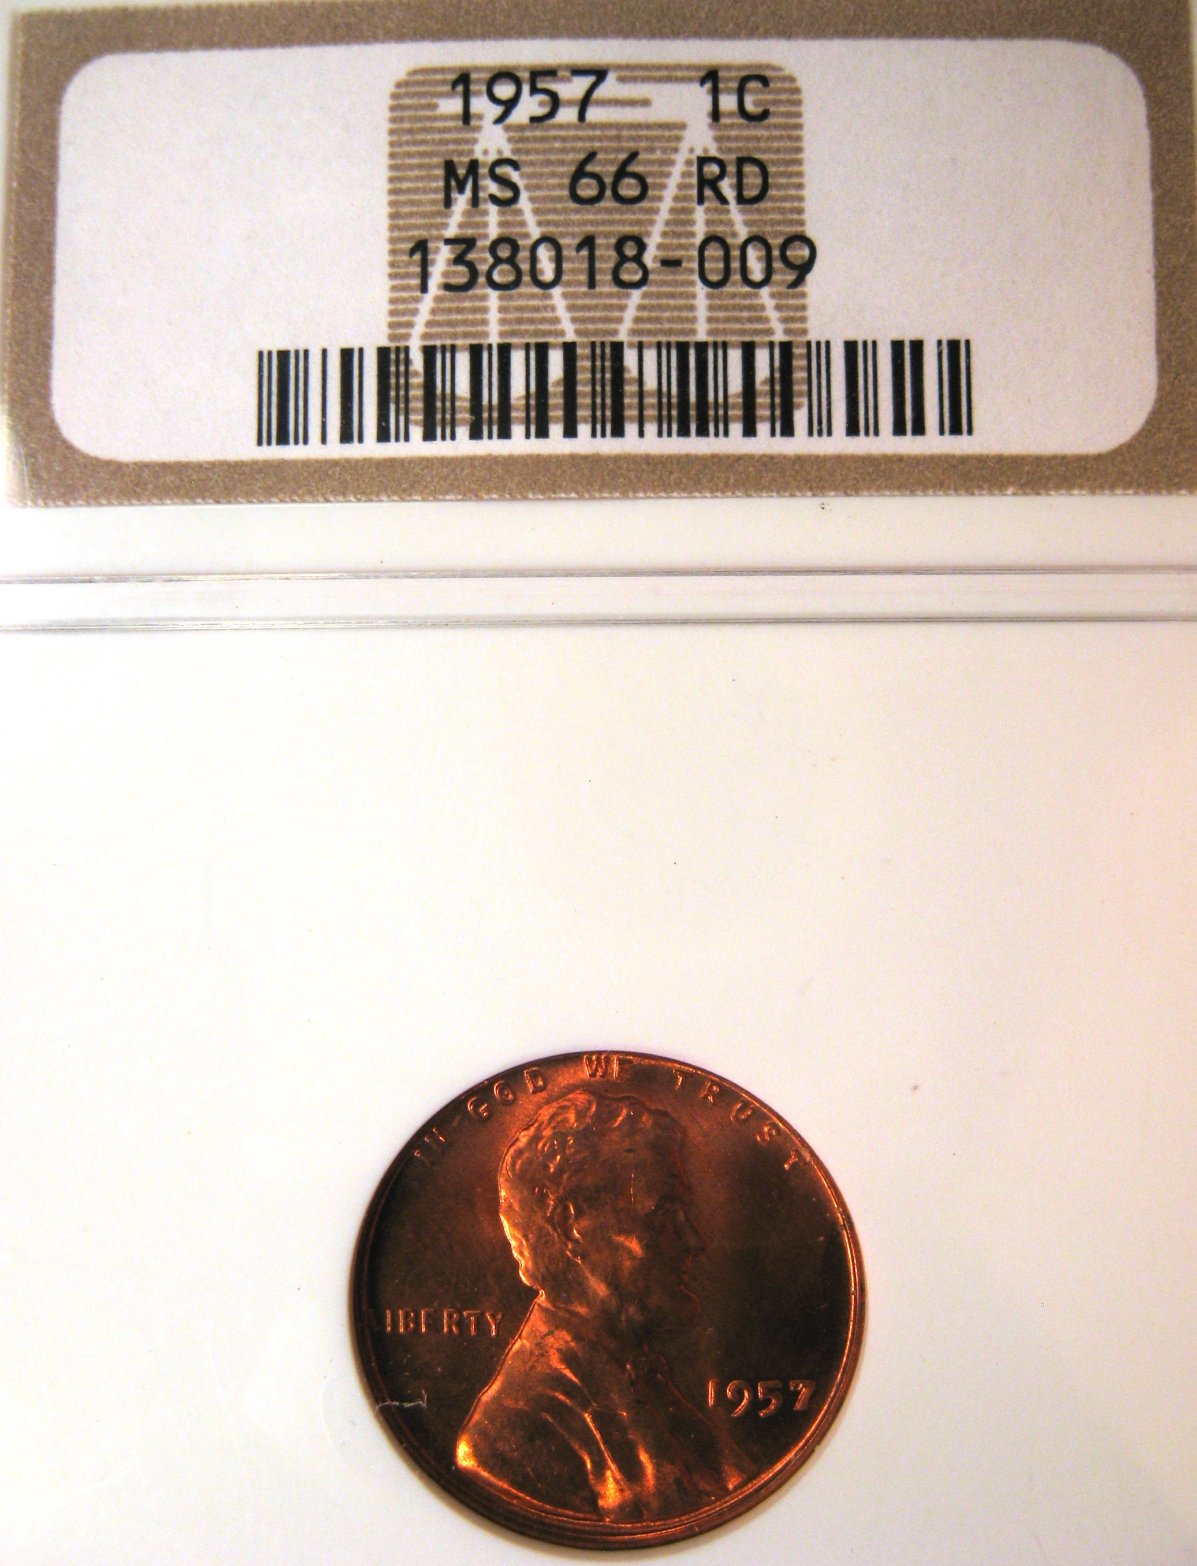 1957 1C
MS 66 RD
138018-009
IN GOD WE TRUST
LIBERTY
1957